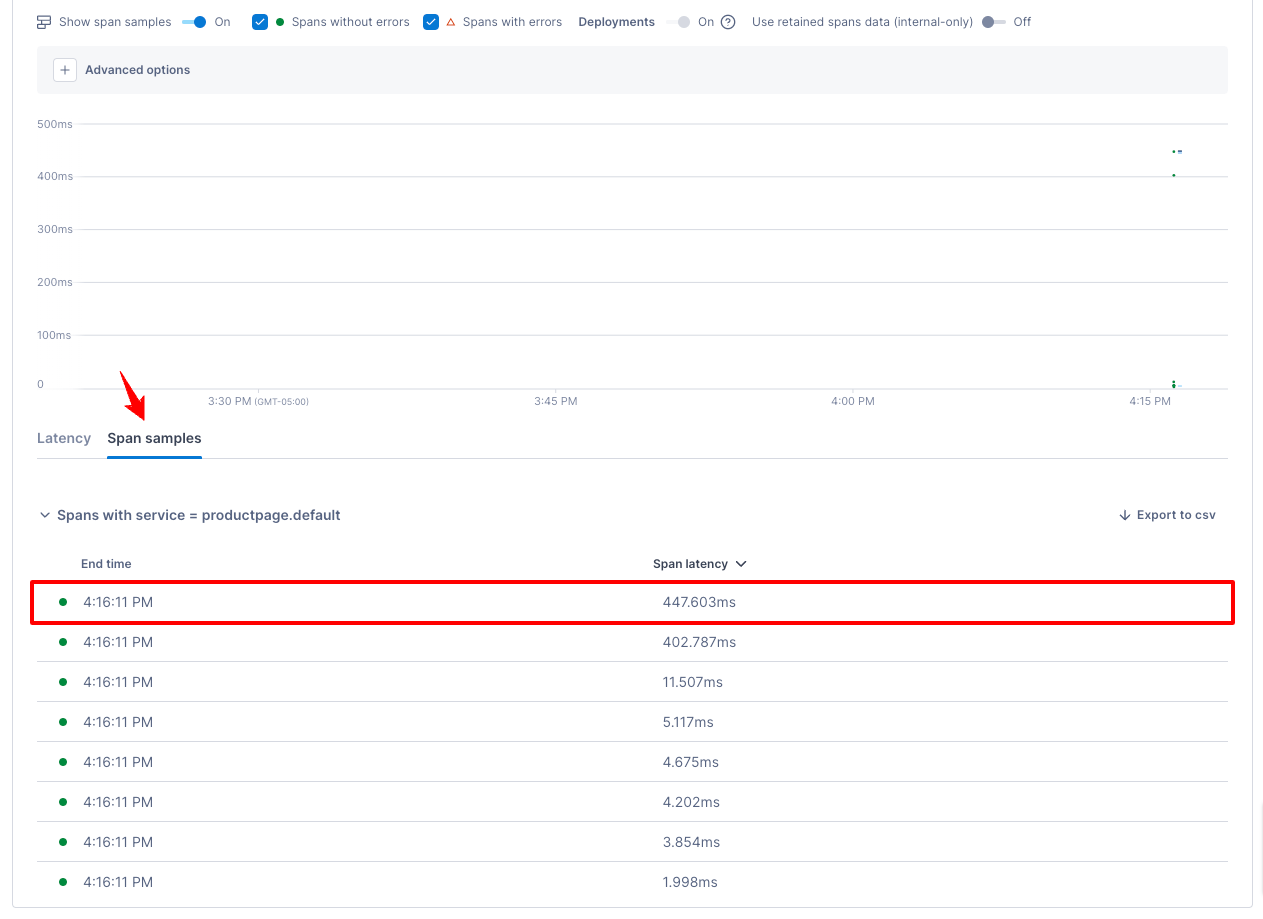 Show span samples On Spans without errors Spans with errors Deployments On Use retained spans data (internal-only) Off
Advanced options
500ms
400ms
300ms
200ms
100ms
0
3:30 PM (GMT-05:00) 3:45 PM 4:00 PM 4:15 PM
Latency Span samples
Spans with service = productpage.default Export to csv
End time Span latency
4:16:11 PM 447.603ms
4:16:11 PM 402.787ms
4:16:11 PM 11.507ms
4:16:11 PM 5.117ms
4:16:11 PM 4.675ms
4:16:11 PM 4.202ms
4:16:11 PM 3.854ms
4:16:11 PM 1.998ms